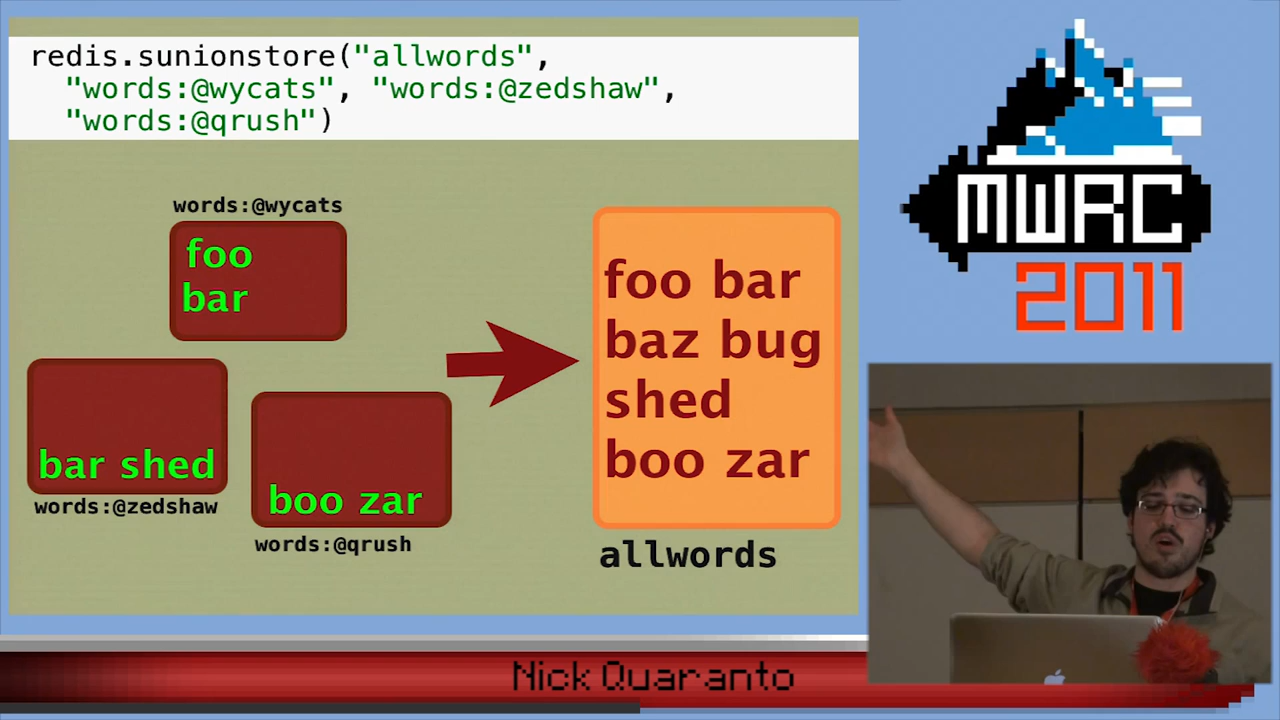 redis.sunionstore("allwords",
"words:@wycats", "words:@zedshaw",
"words:@qrush")
words:@wycats
foo
bar
bar shed
words:@zedshaw
boo zar
words:@qrush
foo bar
baz bug
shed
boo zar
allwords
MWRC
2011
Nick Quaranto